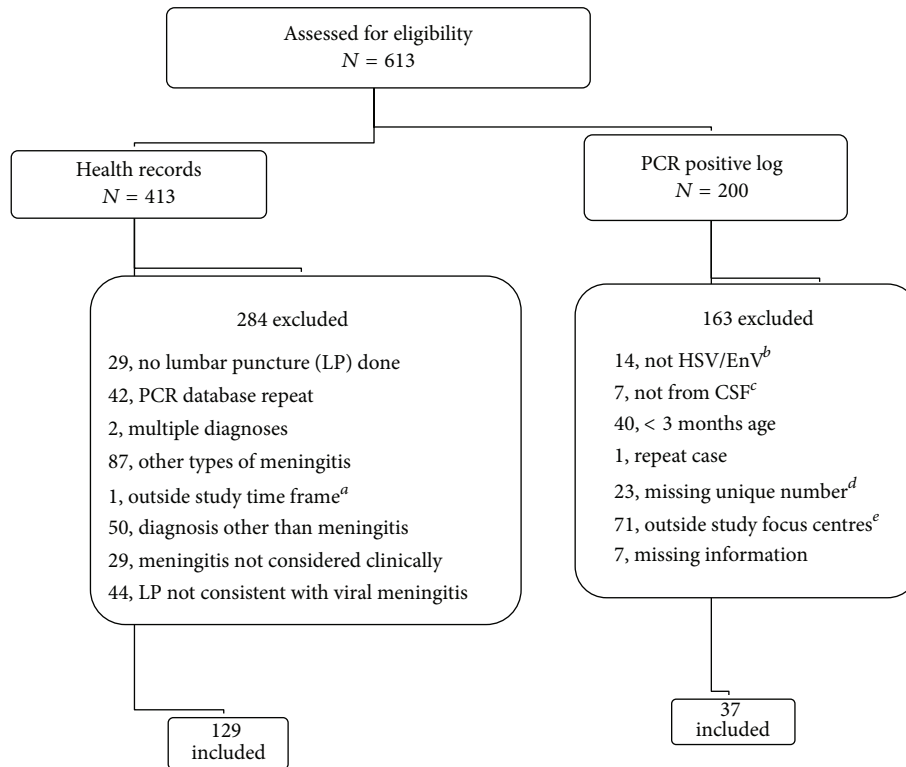 Assessed for eligibility
N = 613
Health records
N = 413
PCR positive log
N = 200
284 excluded
29, no lumbar puncture (LP) done
42, PCR database repeat
2, multiple diagnoses
87, other types of meningitis
1, outside study time frame^a
50, diagnosis other than meningitis
29, meningitis not considered clinically
44, LP not consistent with viral meningitis
163 excluded
14, not HSV/EnV^b
7, not from CSF^c
40, < 3 months age
1, repeat case
23, missing unique number^d
71, outside study focus centres^e
7, missing information
129
included
37
included